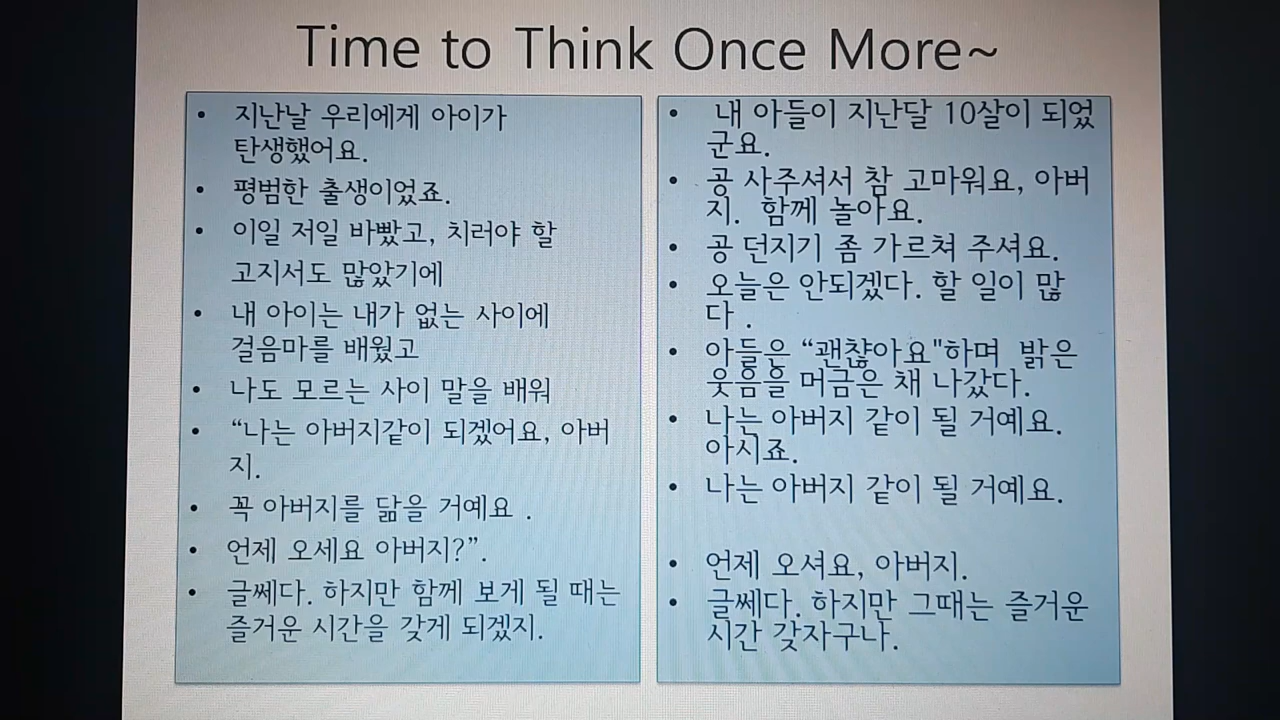 Time to Think Once More~
• 지난날 우리에게 아이가
탄생했어요.
• 평범한 출생이었죠.
• 이일 저일 바빴고, 치러야 할
고지서도 많았기에
• 내 아이는 내가 없는 사이에
걸음마를 배웠고
• 나도 모르는 사이 말을 배워
• “나는 아버지같이 되겠어요, 아버
지.
• 꼭 아버지를 닮을 거예요 .
• 언제 오세요 아버지?”.
• 글쎄다. 하지만 함께 보게 될 때는
즐거운 시간을 갖게 되겠지.
• 내 아들이 지난달 10살이 되었
군요.
• 공 사주셔서 참 고마워요, 아버
지. 함께 놀아요.
• 공 던지기 좀 가르쳐 주셔요.
• 오늘은 안되겠다. 할 일이 많
다 .
• 아들은 “괜찮아요"하며 밝은
웃음을 머금은 채 나갔다.
• 나는 아버지 같이 될 거예요.
아시죠.
• 나는 아버지 같이 될 거예요.
• 언제 오셔요, 아버지.
• 글쎄다. 하지만 그때는 즐거운
시간 갖자구나.